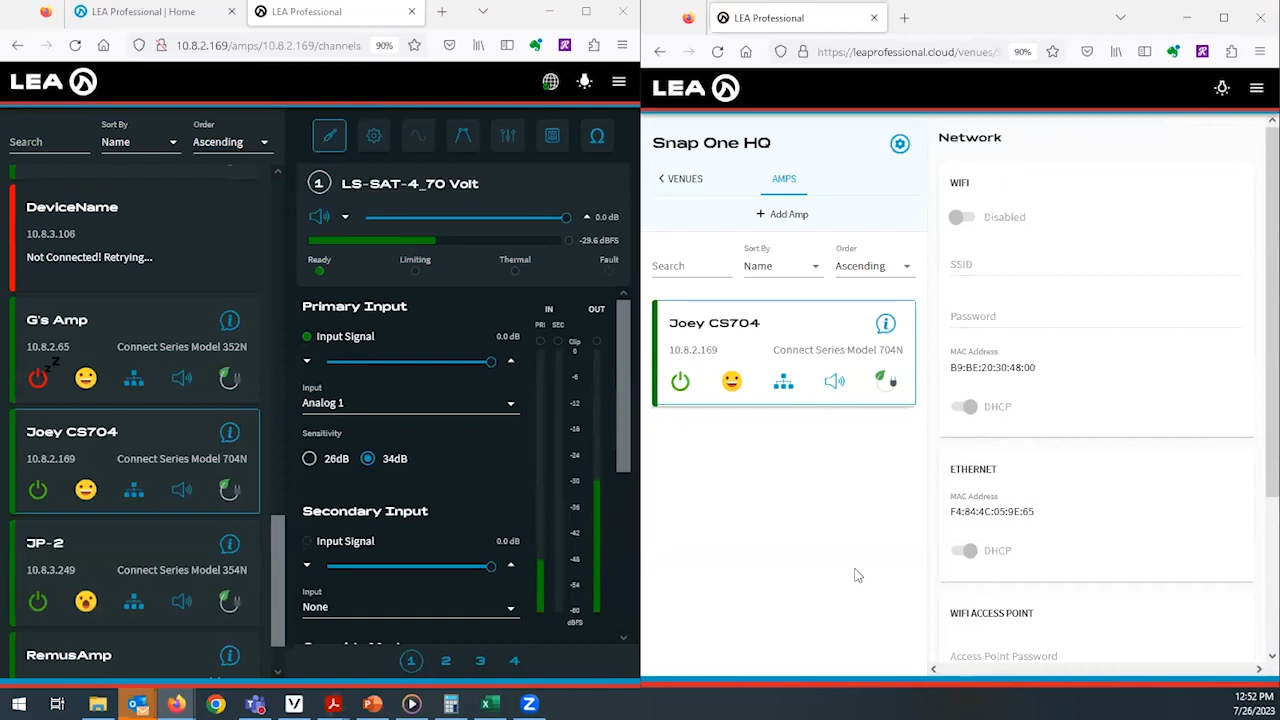 LEA Professional | Home
LEA Professional
10.8.2.169/amps/10.8.2.169/channels
90%
LEA
Search
Sort By
Name
Order
Ascending
DeviceName
10.8.3.106
Not Connected! Retrying...
G's Amp
10.8.2.65
Connect Series Model 352N
Joey CS704
10.8.2.169
Connect Series Model 704N
JP-2
10.8.3.249
Connect Series Model 354N
RemusAmp
1
LS-SAT-4_70 Volt
0.0 dB
-29.6 dBFS
Ready
Limiting
Thermal
Fault
Primary Input
Input Signal
0.0 dB
Input
Analog 1
Sensitivity
26dB
34dB
Secondary Input
Input Signal
0.0 dB
Input
None
IN
OUT
PRI
SEC
Clip
0
-6
-12
-18
-24
-30
-36
-42
-48
-54
-60
dBFS
1
2
3
4
LEA Professional
https://leaprofessional.cloud/venues/
90%
LEA
Snap One HQ
VENUES
AMPS
+ Add Amp
Search
Sort By
Name
Order
Ascending
Joey CS704
10.8.2.169
Connect Series Model 704N
Network
WIFI
Disabled
SSID
Password
MAC Address
B9:BE:20:30:48:00
DHCP
ETHERNET
MAC Address
F4:84:4C:05:9E:65
DHCP
WIFI ACCESS POINT
Access Point Password
12:52 PM
7/26/2023